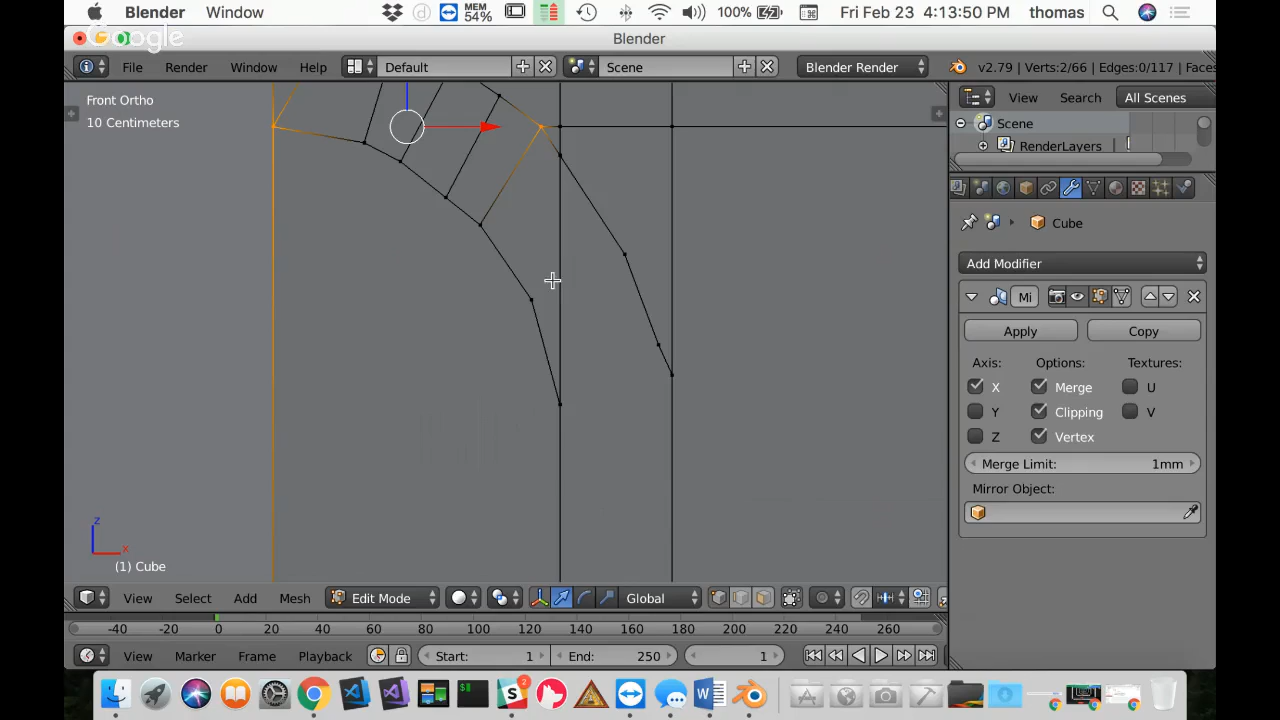 Blender Window MEM 54% 100% Fri Feb 23 4:13:50 PM thomas
Google
Blender
File Render Window Help Default Scene Blender Render v2.79 | Verts:2/66 | Edges:0/117 | Faces
Front Ortho
10 Centimeters
View Search All Scenes
Scene
RenderLayers
Cube
Add Modifier
Mi
Apply Copy
Axis: Options: Textures:
X Merge U
Y Clipping V
Z Vertex
Merge Limit: 1mm
Mirror Object:
z
x
(1) Cube
View Select Add Mesh Edit Mode Global
-40 -20 0 20 40 60 80 100 120 140 160 180 200 220 240 260
View Marker Frame Playback Start: 1 End: 250 1
2